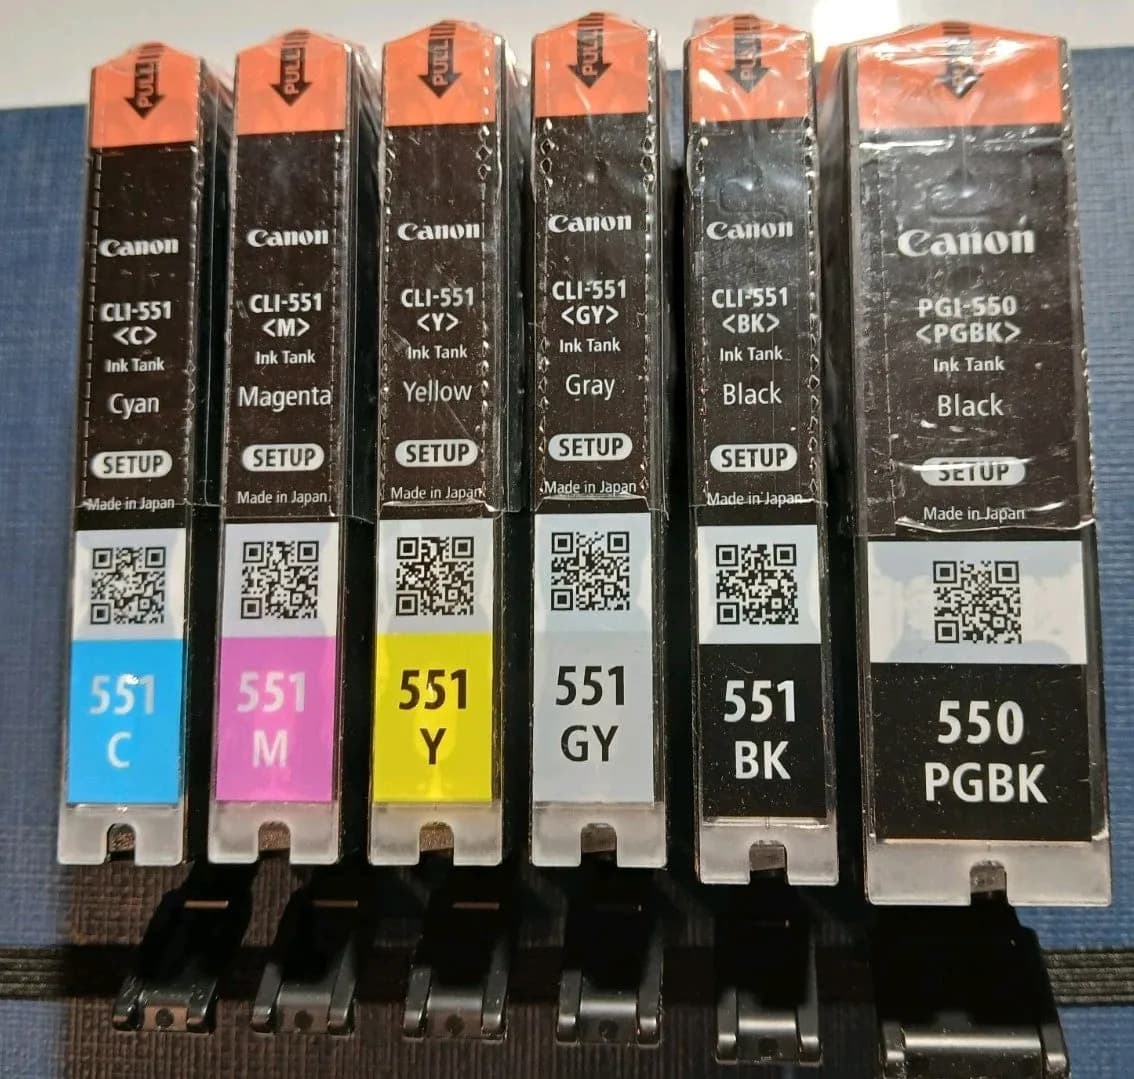 PULL
Canon
CLI-551
<C>
Ink Tank
Cyan
SETUP
Made in Japan
551
C
PULL
Canon
CLI-551
<M>
Ink Tank
Magenta
SETUP
Made in Japan
551
M
PULL
Canon
CLI-551
<Y>
Ink Tank
Yellow
SETUP
Made in Japan
551
Y
PULL
Canon
CLI-551
<GY>
Ink Tank
Gray
SETUP
Made in Japan
551
GY
PULL
Canon
CLI-551
<BK>
Ink Tank
Black
SETUP
Made in Japan
551
BK
PULL
Canon
PGI-550
<PGBK>
Ink Tank
Black
SETUP
Made in Japan
550
PGBK